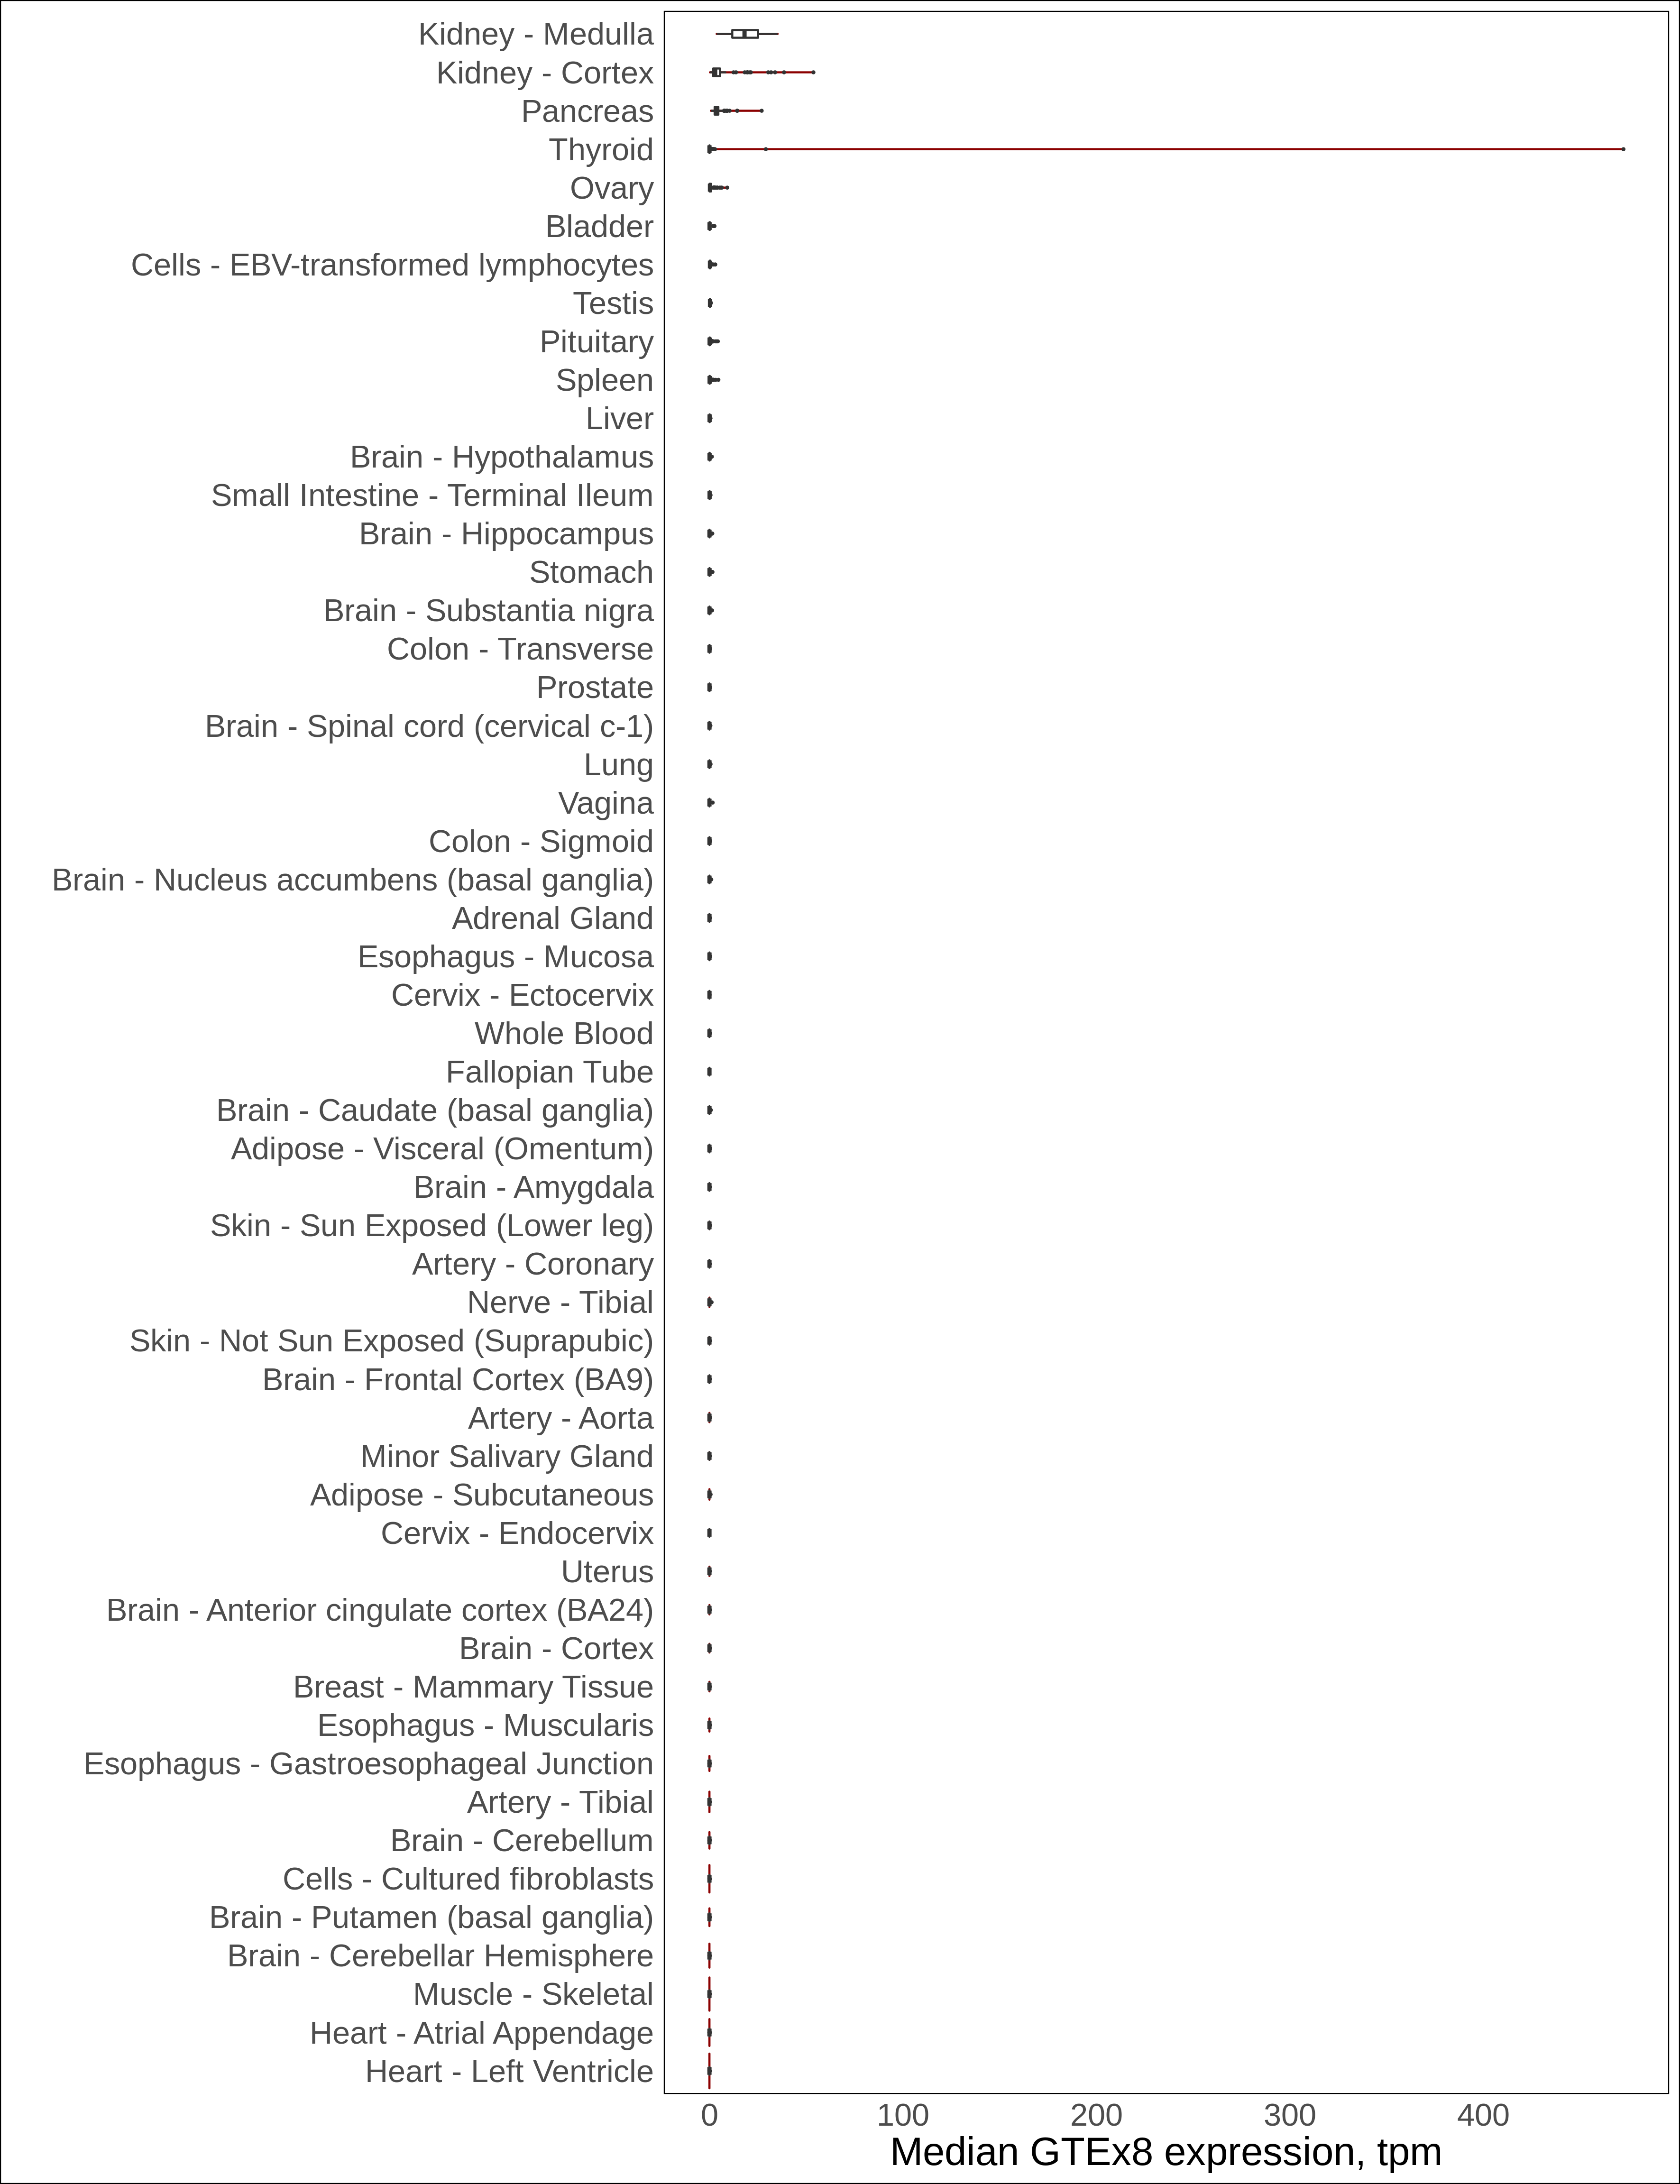 Kidney - Medulla
Kidney - Cortex
Pancreas
Thyroid
Ovary
Bladder
Cells - EBV-transformed lymphocytes
Testis
Pituitary
Spleen
Liver
Brain - Hypothalamus
Small Intestine - Terminal Ileum
Brain - Hippocampus
Stomach
Brain - Substantia nigra
Colon - Transverse
Prostate
Brain - Spinal cord (cervical c-1)
Lung
Vagina
Colon - Sigmoid
Brain - Nucleus accumbens (basal ganglia)
Adrenal Gland
Esophagus - Mucosa
Cervix - Ectocervix
Whole Blood
Fallopian Tube
Brain - Caudate (basal ganglia)
Adipose - Visceral (Omentum)
Brain - Amygdala
Skin - Sun Exposed (Lower leg)
Artery - Coronary
Nerve - Tibial
Skin - Not Sun Exposed (Suprapubic)
Brain - Frontal Cortex (BA9)
Artery - Aorta
Minor Salivary Gland
Adipose - Subcutaneous
Cervix - Endocervix
Uterus
Brain - Anterior cingulate cortex (BA24)
Brain - Cortex
Breast - Mammary Tissue
Esophagus - Muscularis
Esophagus - Gastroesophageal Junction
Artery - Tibial
Brain - Cerebellum
Cells - Cultured fibroblasts
Brain - Putamen (basal ganglia)
Brain - Cerebellar Hemisphere
Muscle - Skeletal
Heart - Atrial Appendage
Heart - Left Ventricle
0 100 200 300 400
Median GTEx8 expression, tpm